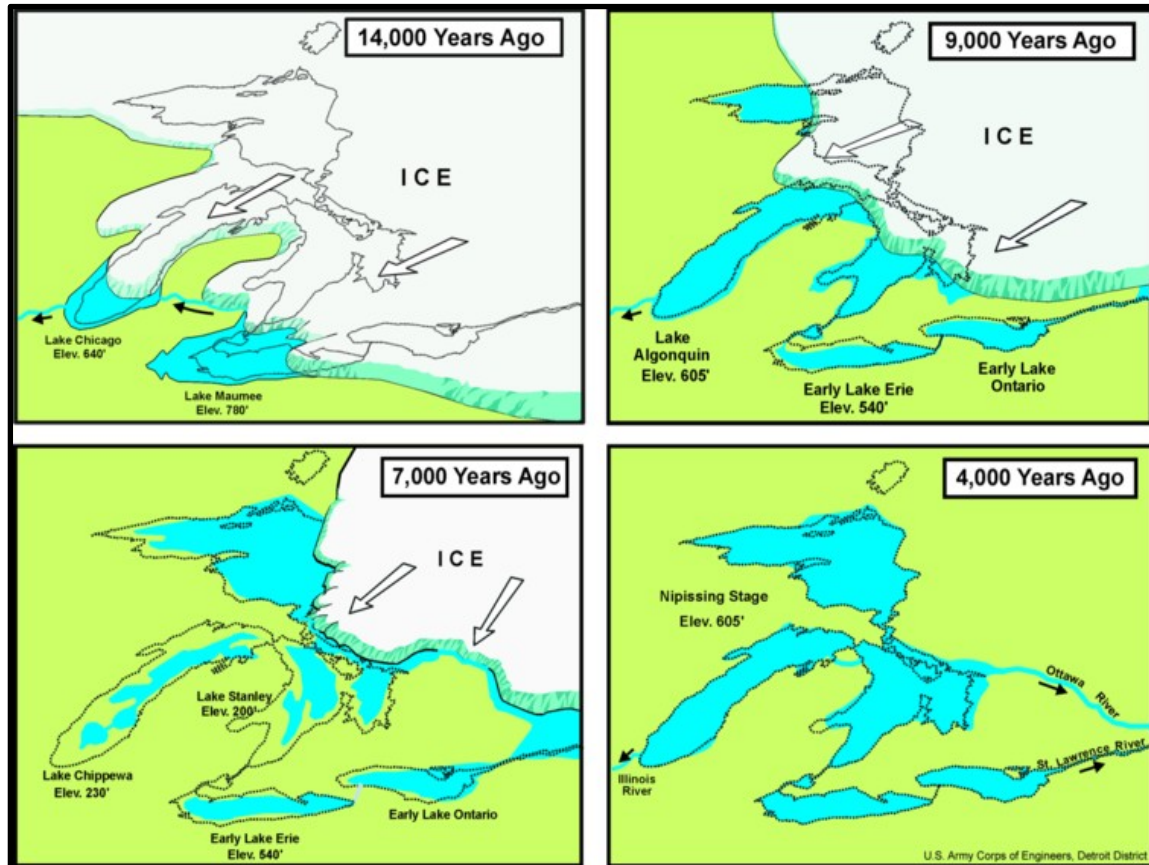 14,000 Years Ago
I C E
Lake Chicago
Elev. 640'
Lake Maumee
Elev. 780'
9,000 Years Ago
I C E
Lake
Algonquin
Elev. 605'
Early Lake Erie
Elev. 540'
Early Lake
Ontario
7,000 Years Ago
I C E
Lake Stanley
Elev. 200'
Lake Chippewa
Elev. 230'
Early Lake Ontario
Early Lake Erie
Elev. 540'
4,000 Years Ago
Nipissing Stage
Elev. 605'
Ottawa
River
St. Lawrence River
Illinois
River
U.S. Army Corps of Engineers, Detroit District